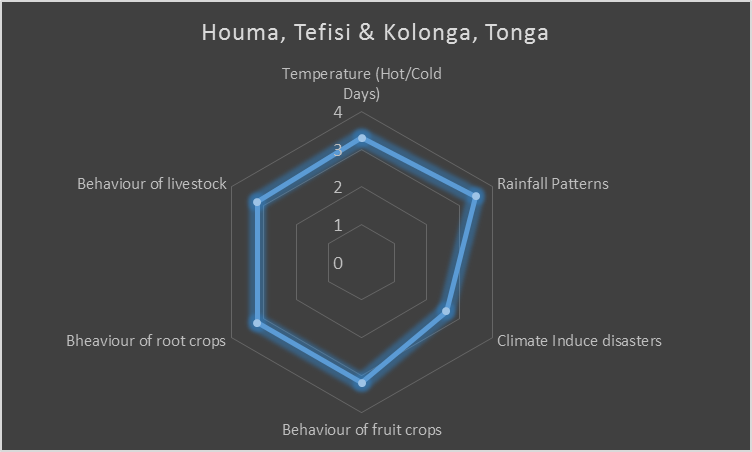 Houma, Tefisi & Kolonga, Tonga
Temperature (Hot/Cold
Days)
4
3
2
1
0
Behaviour of livestock
Rainfall Patterns
Bheaviour of root crops
Climate Induce disasters
Behaviour of fruit crops